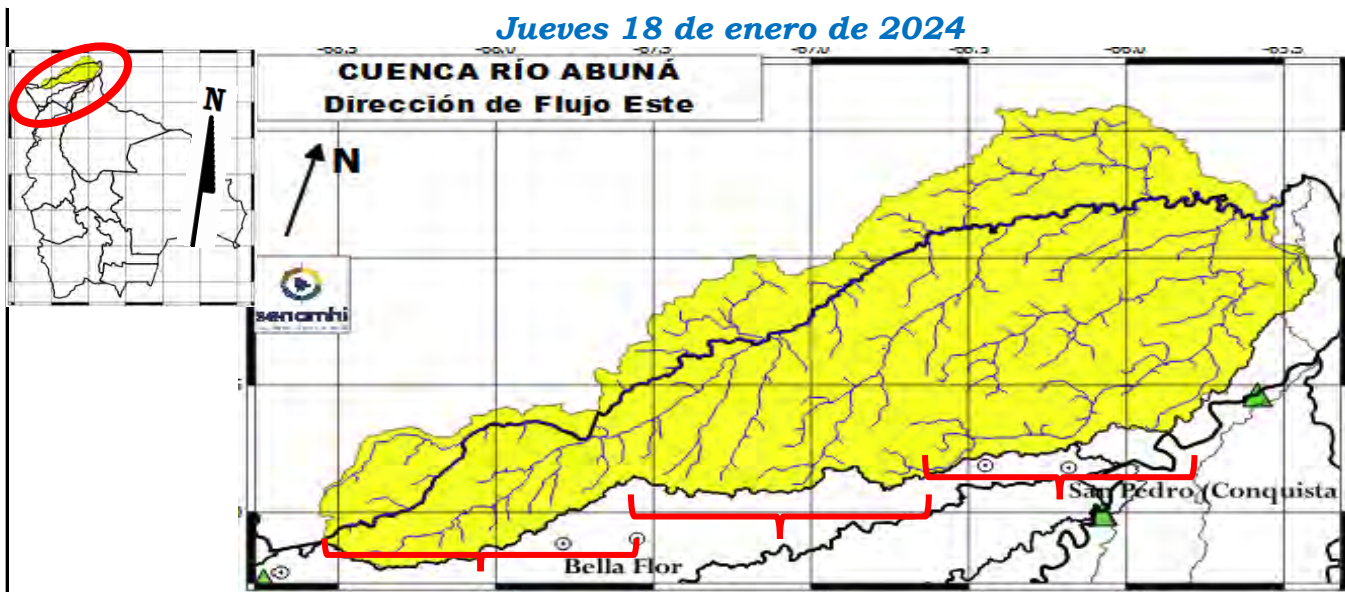 Jueves 18 de enero de 2024
CUENCA RÍO ABUNÁ
Dirección de Flujo Este
N
N
senamhi
San Pedro (Conquista
Bella Flor